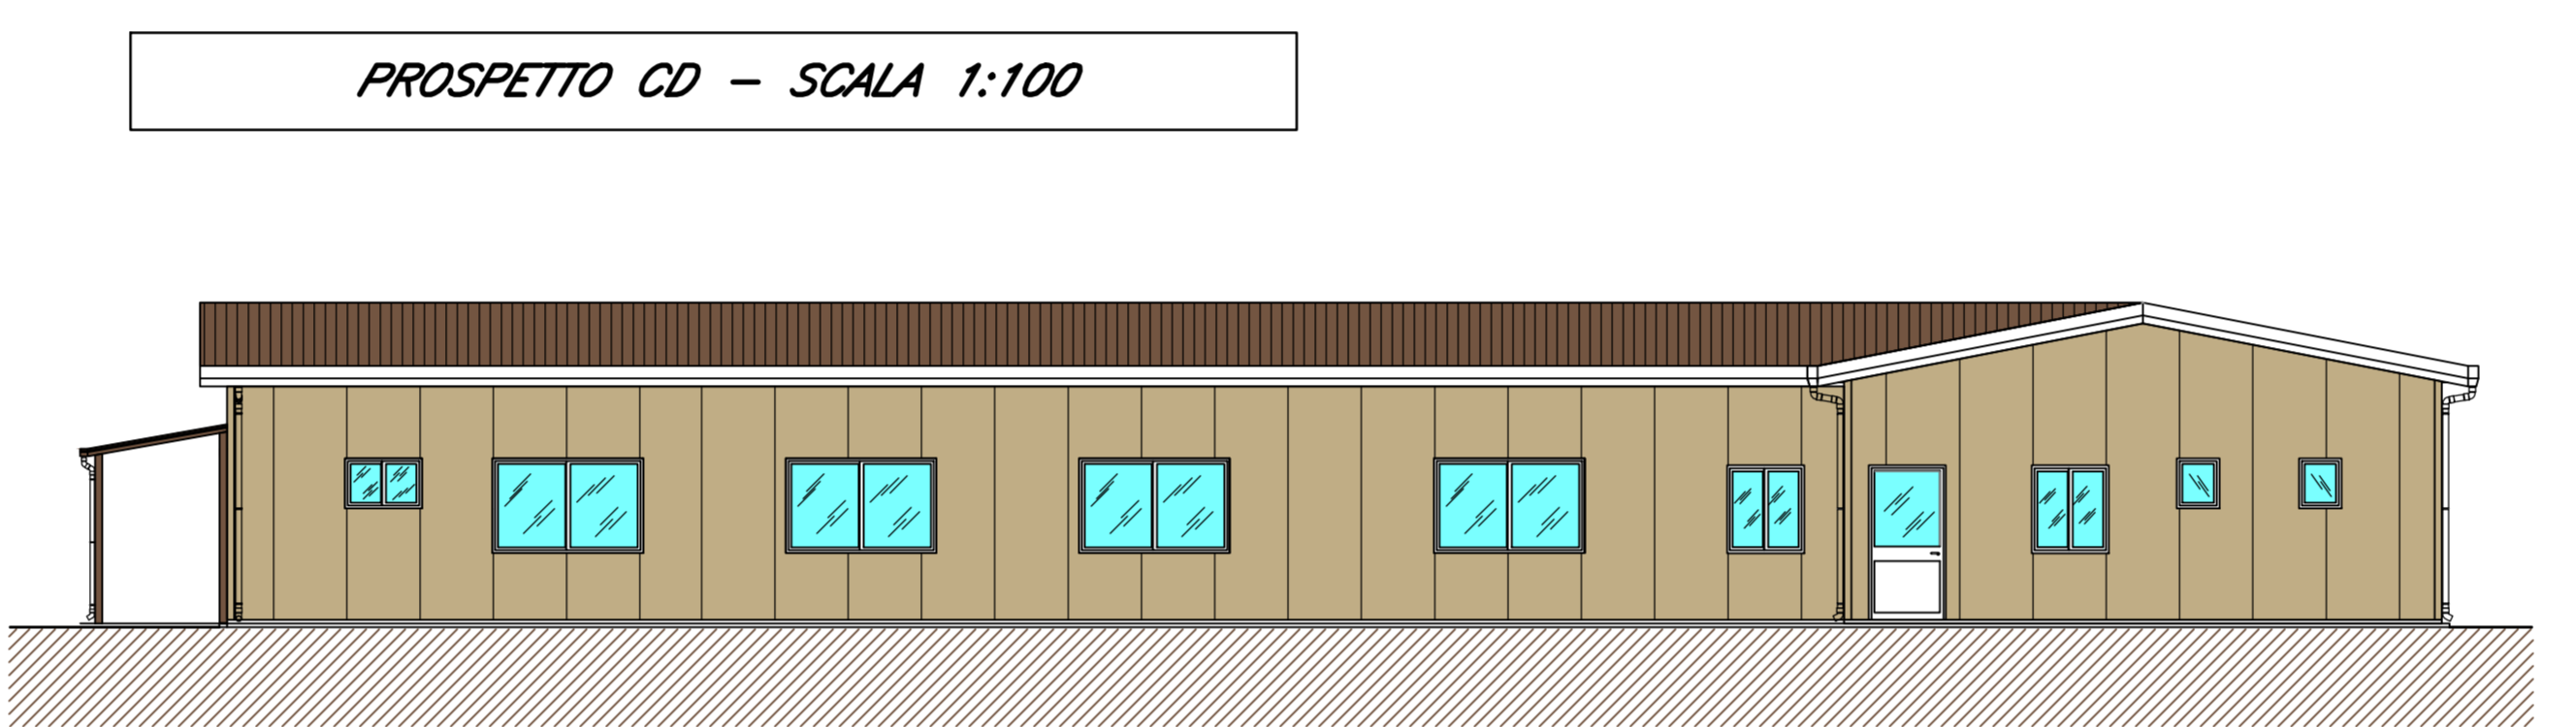 PROSPETTO CD - SCALA 1:100